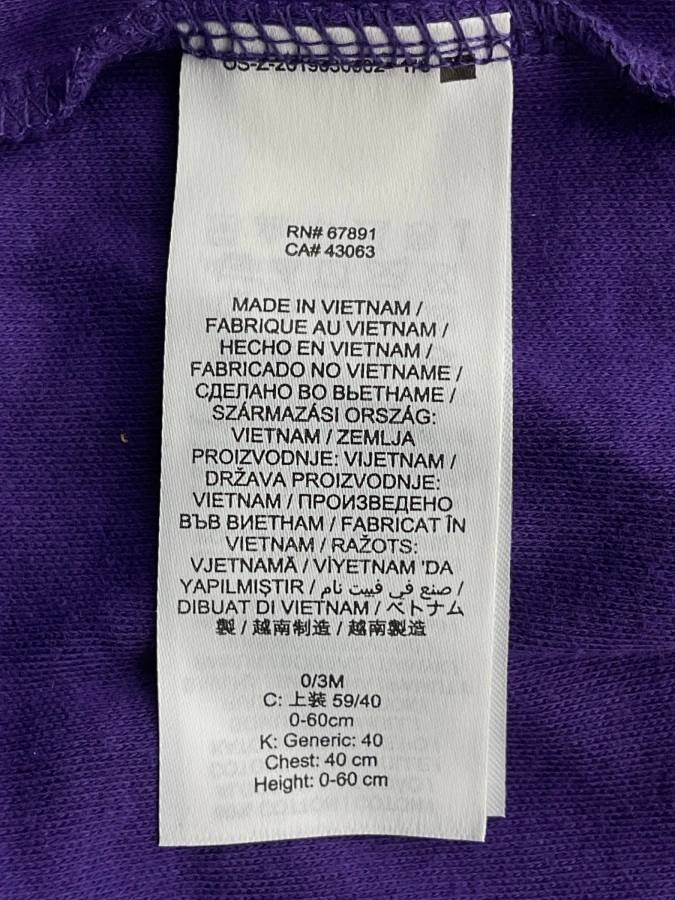 RN# 67891
CA# 43063
MADE IN VIETNAM /
FABRIQUE AU VIETNAM /
HECHO EN VIETNAM /
FABRICADO NO VIETNAME /
СДЕЛАНО ВО ВЬЕТНАМЕ /
SZÁRMAZÁSI ORSZÁG:
VIETNAM / ZEMLJA
PROIZVODNJE: VIJETNAM /
DRŽAVA PROIZVODNJE:
VIETNAM / ПРОИЗВЕДЕНО
ВЪВ ВИЕТНАМ / FABRICAT ÎN
VIETNAM / RAŽOTS:
VJETNAMĀ / VİYETNAM 'DA
YAPILMIŞTIR / صنع في فييت نام /
DIBUAT DI VIETNAM / ベトナム
製 / 越南制造 / 越南製造
0/3M
C: 上装 59/40
0-60cm
K: Generic: 40
Chest: 40 cm
Height: 0-60 cm